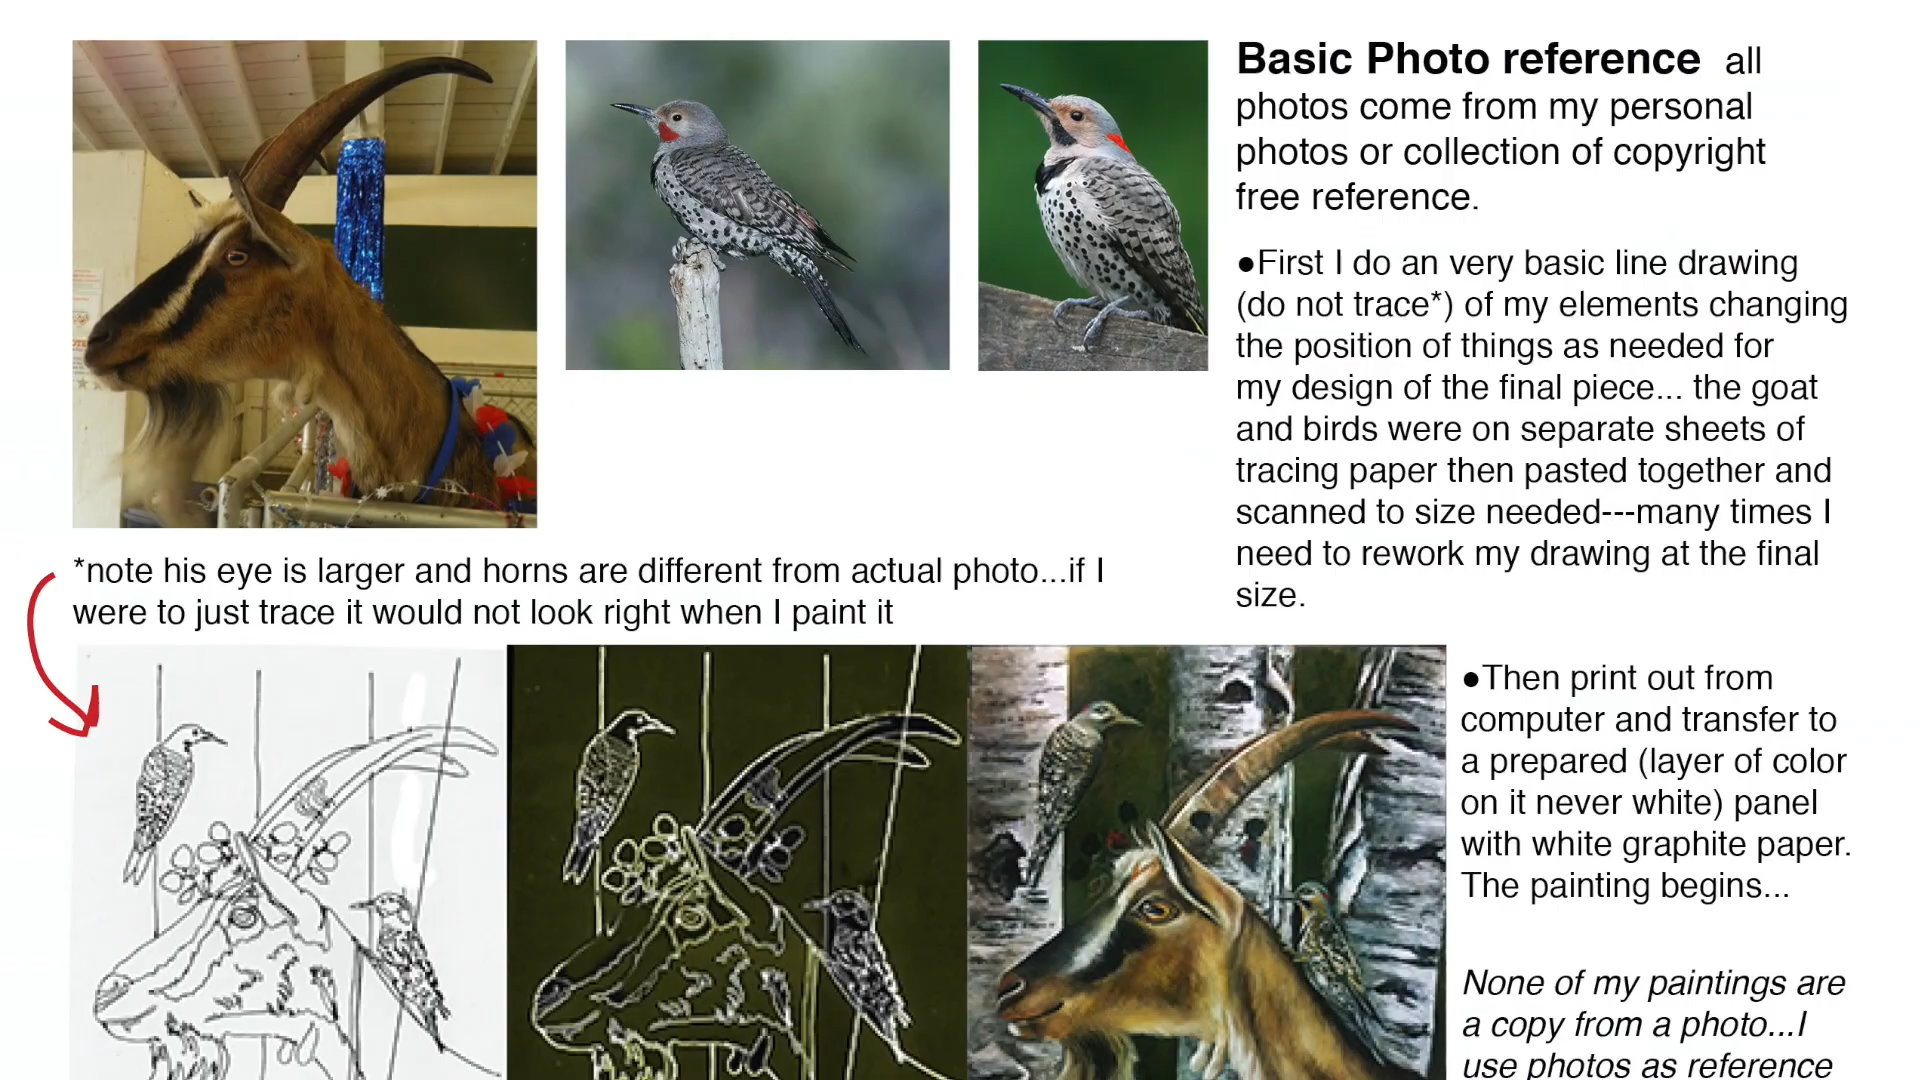 Basic Photo reference all
photos come from my personal
photos or collection of copyright
free reference.
●First I do an very basic line drawing
(do not trace*) of my elements changing
the position of things as needed for
my design of the final piece... the goat
and birds were on separate sheets of
tracing paper then pasted together and
scanned to size needed---many times I
need to rework my drawing at the final
size.
*note his eye is larger and horns are different from actual photo...if I
were to just trace it would not look right when I paint it
●Then print out from
computer and transfer to
a prepared (layer of color
on it never white) panel
with white graphite paper.
The painting begins...
None of my paintings are
a copy from a photo...I
use photos as reference